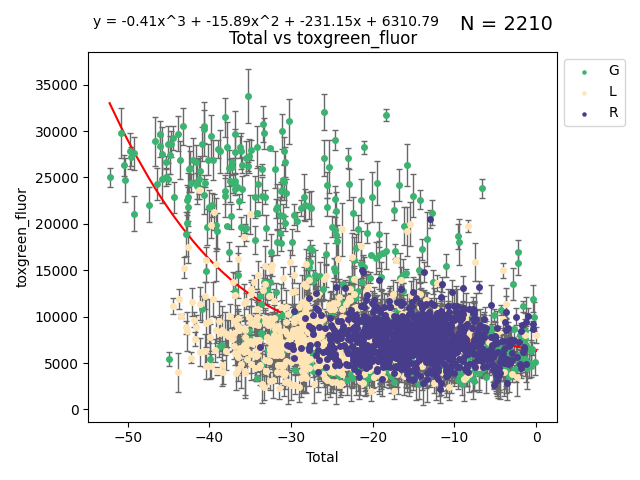 y = -0.41x^3 + -15.89x^2 + -231.15x + 6310.79
N = 2210
Total vs toxgreen_fluor
G
L
R
toxgreen_fluor
35000
30000
25000
20000
15000
10000
5000
0
−50
−40
−30
−20
−10
0
Total